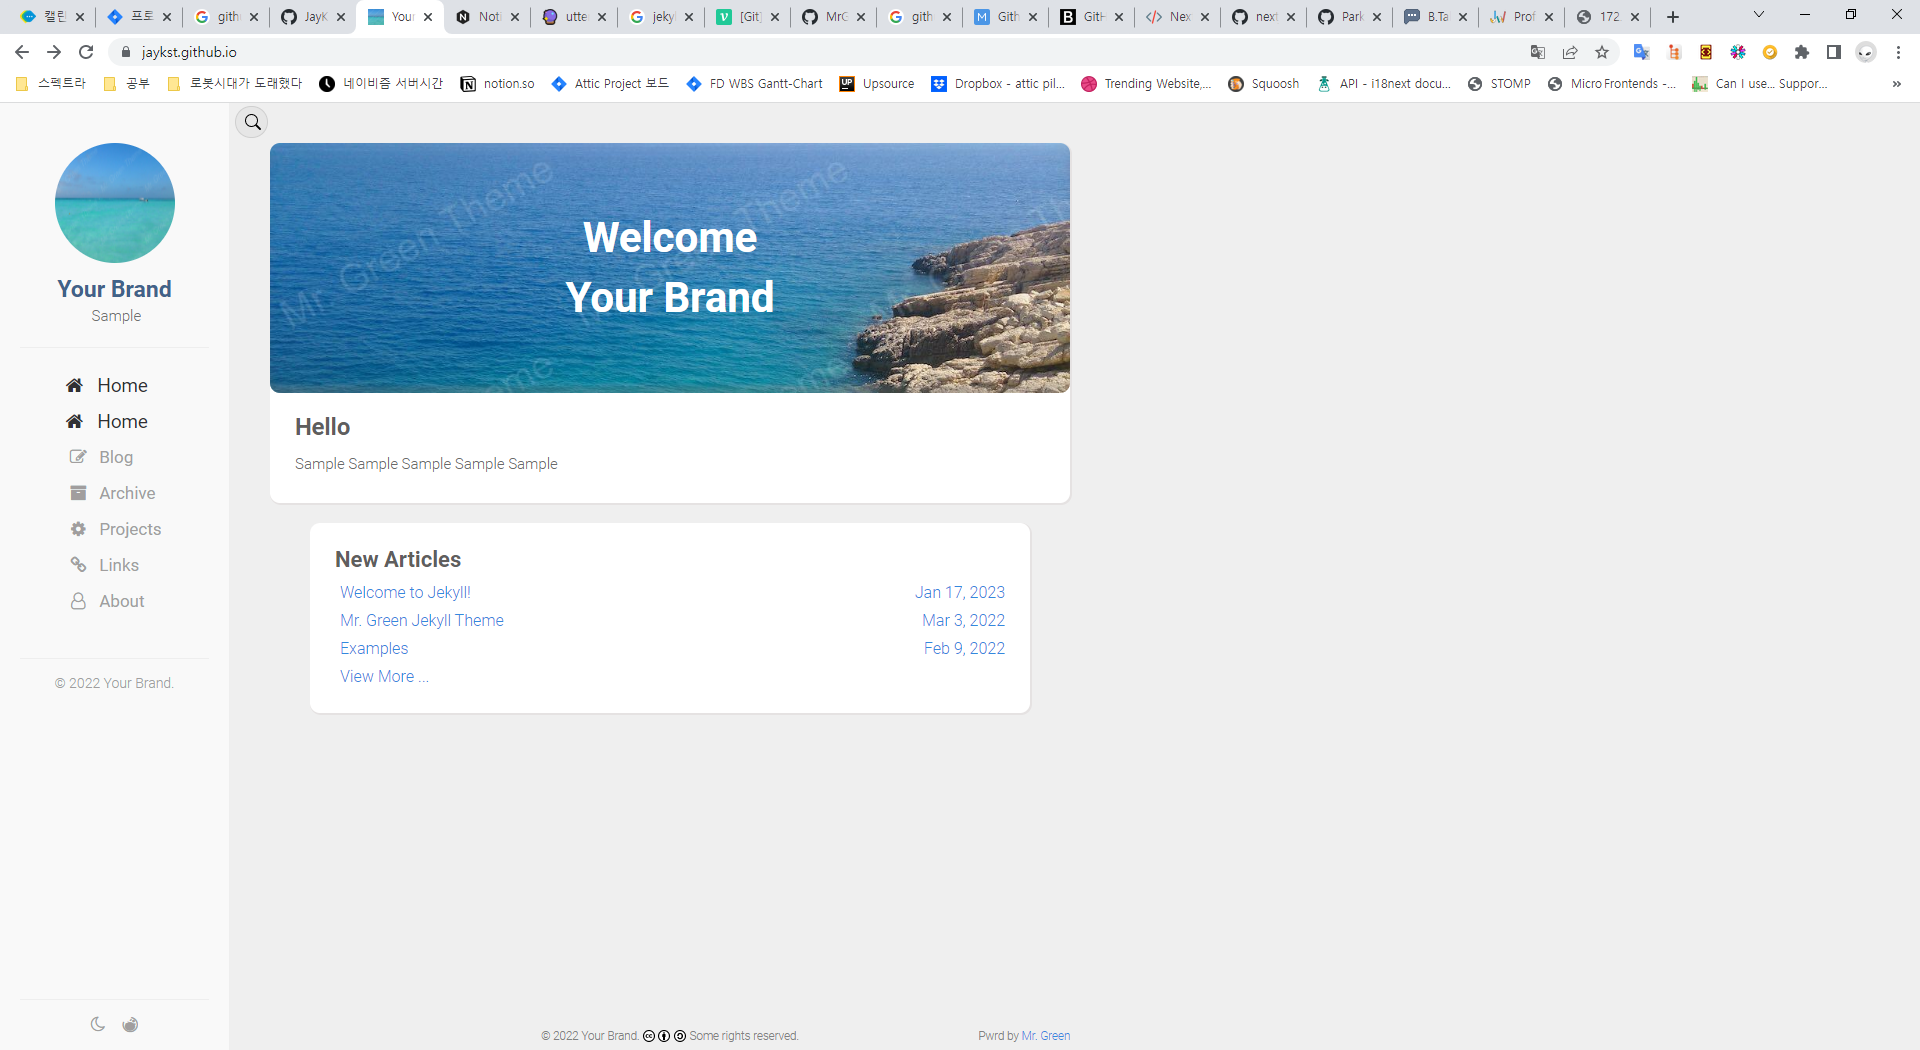 캘린
프로
gith
JayK
Your
Noti
utte
jeky
[Git]
MrG
gith
Gith
GitH
Nex
next
Park
B.Ta
Prof
172.
jaykst.github.io
스펙트라
공부
로봇시대가 도래했다
네이비즘 서버시간
notion.so
Attic Project 보드
FD WBS Gantt-Chart
Upsource
Dropbox - attic pil...
Trending Website,...
Squoosh
API - i18next docu...
STOMP
Micro Frontends -...
Can I use... Suppor...
»
Your Brand
Sample
Home
Home
Blog
Archive
Projects
Links
About
© 2022 Your Brand.
Mr. Green Theme
Welcome
Your Brand
Hello
Sample Sample Sample Sample Sample
New Articles
Welcome to Jekyll! Jan 17, 2023
Mr. Green Jekyll Theme Mar 3, 2022
Examples Feb 9, 2022
View More ...
© 2022 Your Brand. Some rights reserved.
Pwrd by Mr. Green